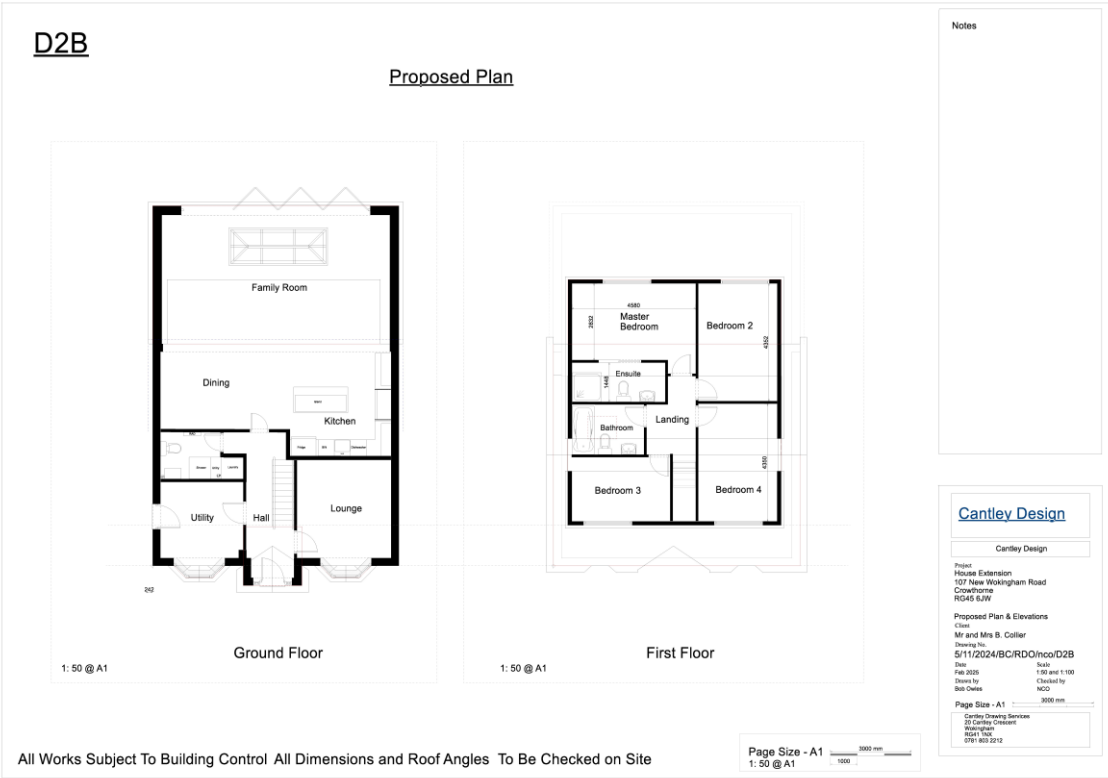 D2B
Proposed Plan
Notes
Family Room
Dining
Kitchen
Utility
Hall
Lounge
242
Ground Floor
1: 50 @ A1
4580
2832
Master
Bedroom
Bedroom 2
4352
Ensuite
1448
Landing
Bathroom
4350
Bedroom 3
Bedroom 4
First Floor
1: 50 @ A1
Cantley Design
Cantley Design
Project
House Extension
107 New Wokingham Road
Crowthorne
RG45 6JW
Proposed Plan & Elevations
Client
Mr and Mrs B. Collier
Drawing No.
5/11/2024/BC/RDO/nco/D2B
Date Scale
Feb 2025 1:50 and 1:100
Drawn by Checked by
Bob Owles NCO
Page Size - A1 3000 mm
Cantley Drawing Services
20 Cantley Crescent
Wokingham
RG41 1NX
0781 803 2212
All Works Subject To Building Control All Dimensions and Roof Angles To Be Checked on Site
Page Size - A1 3000 mm
1: 50 @ A1 1000